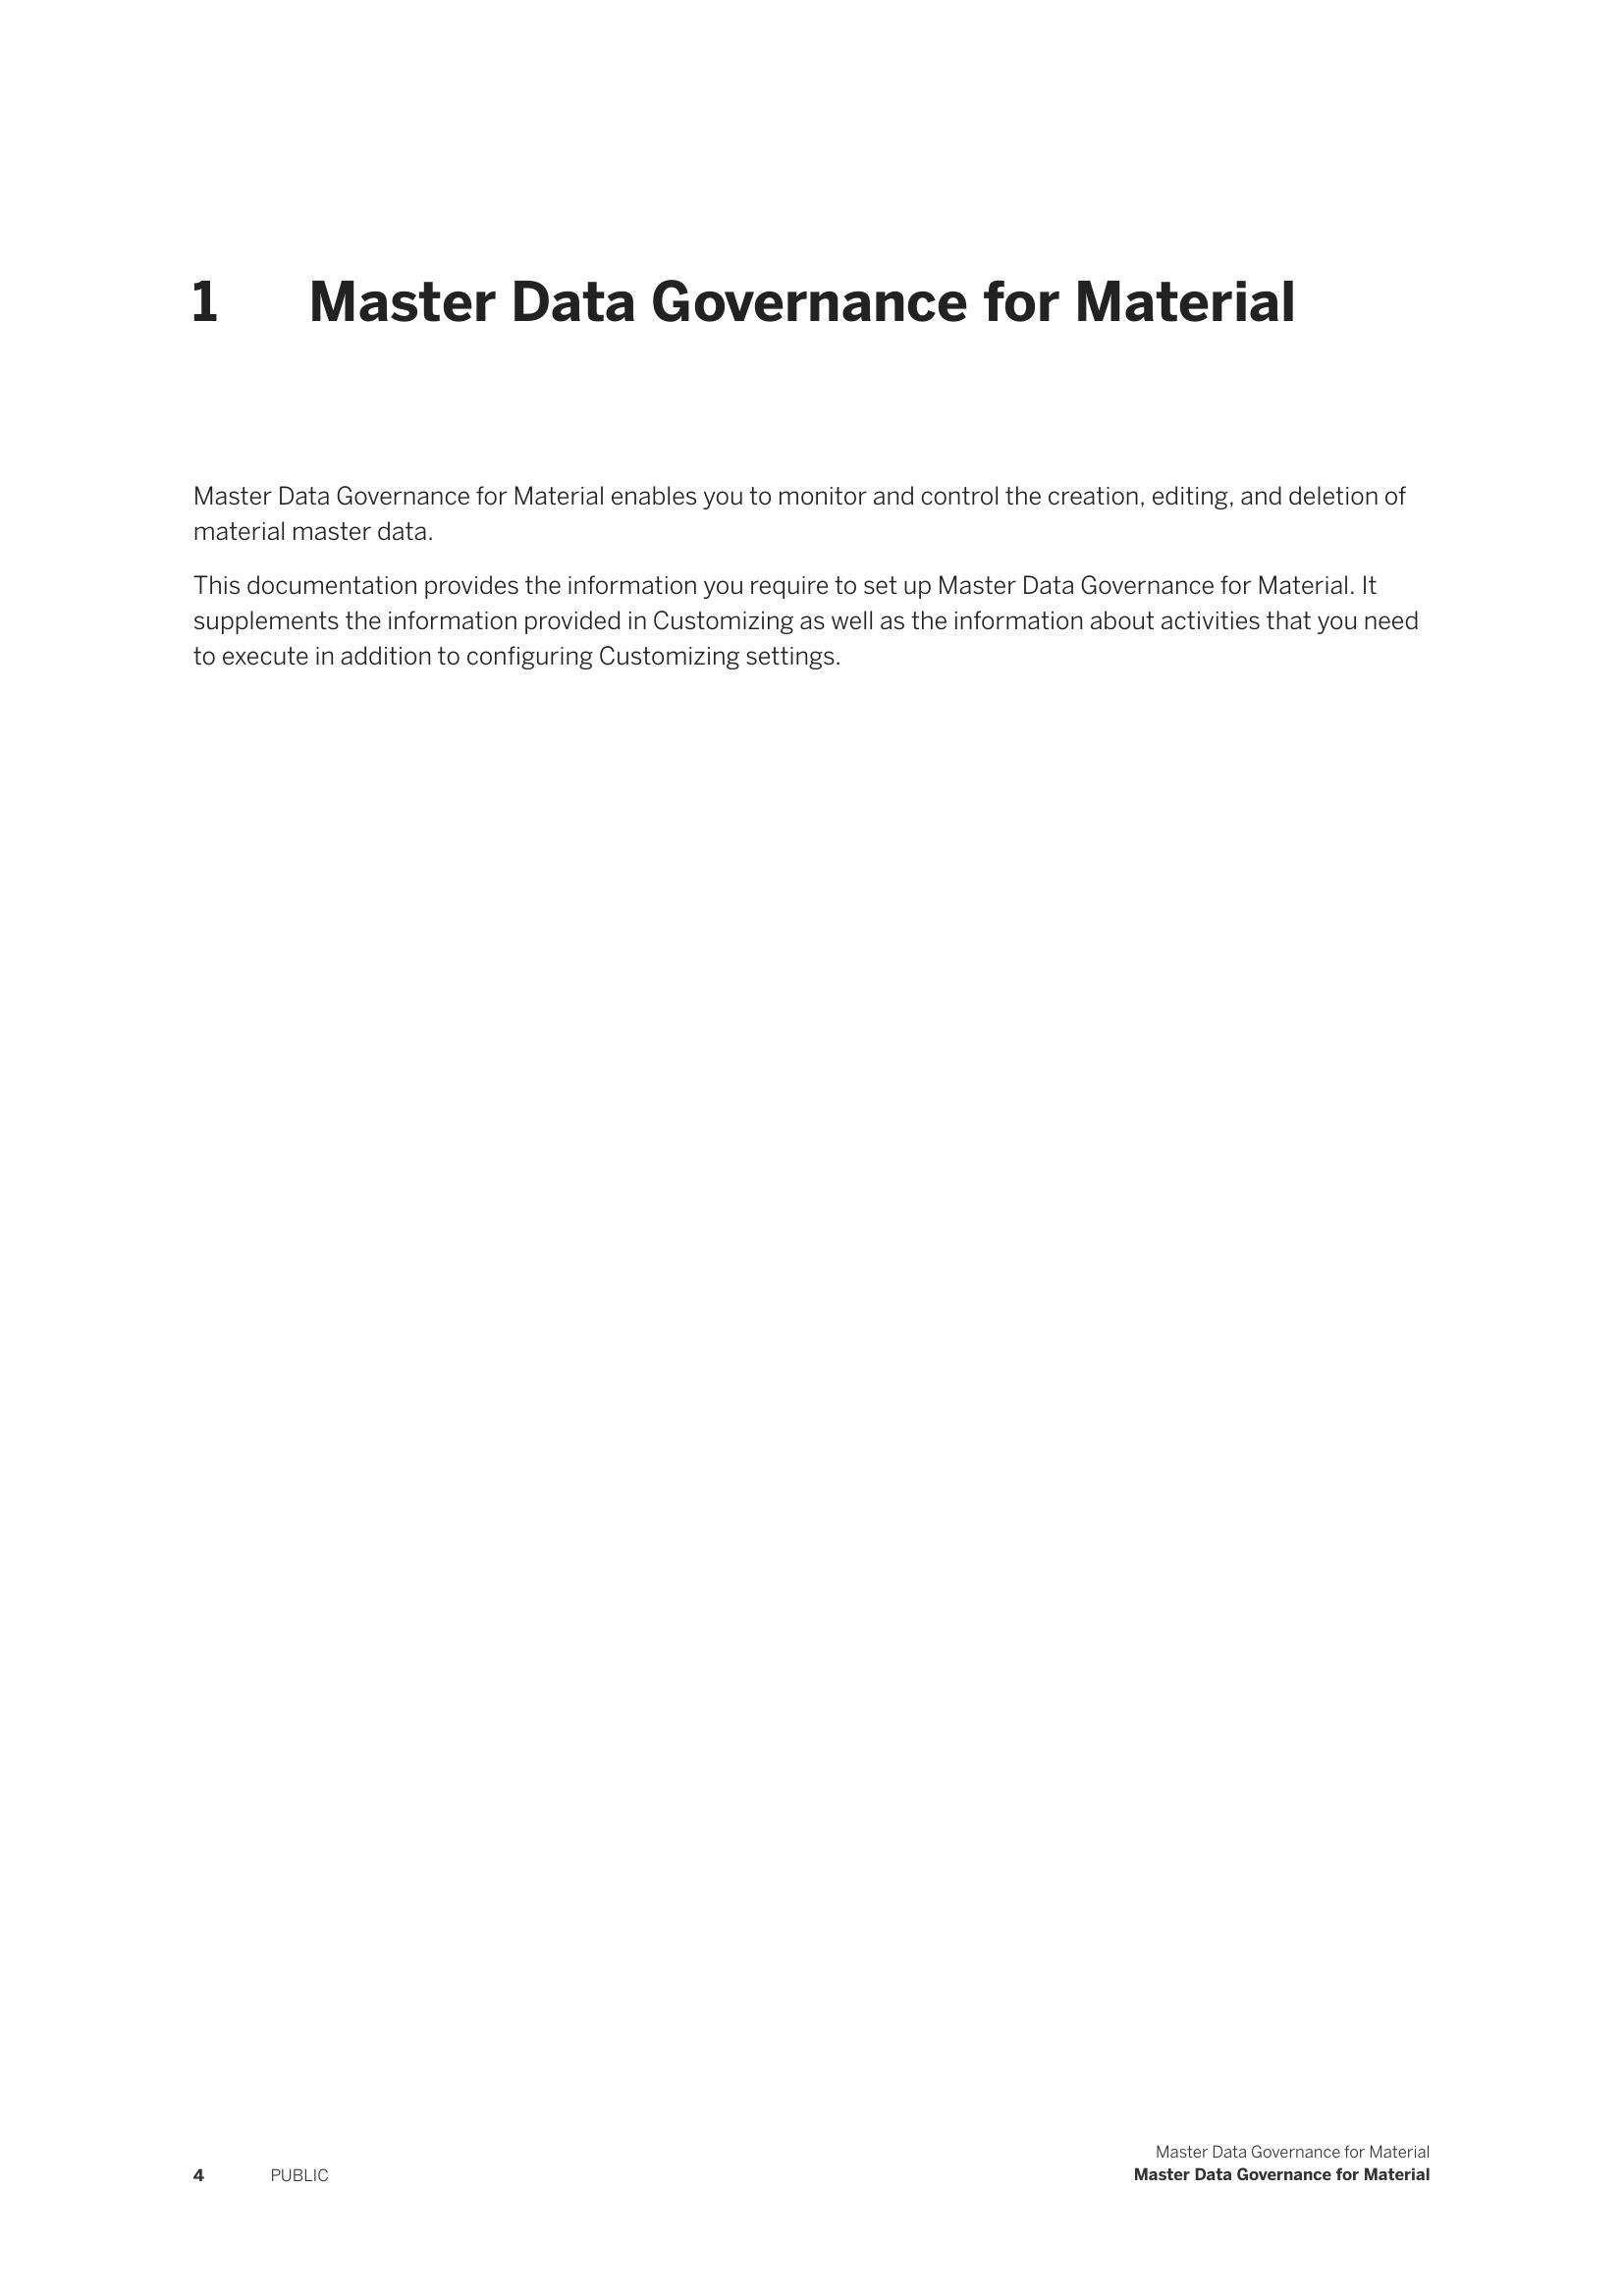 1 Master Data Governance for Material
Master Data Governance for Material enables you to monitor and control the creation, editing, and deletion of
material master data.
This documentation provides the information you require to set up Master Data Governance for Material. It
supplements the information provided in Customizing as well as the information about activities that you need
to execute in addition to configuring Customizing settings.
Master Data Governance for Material
4 PUBLIC Master Data Governance for Material